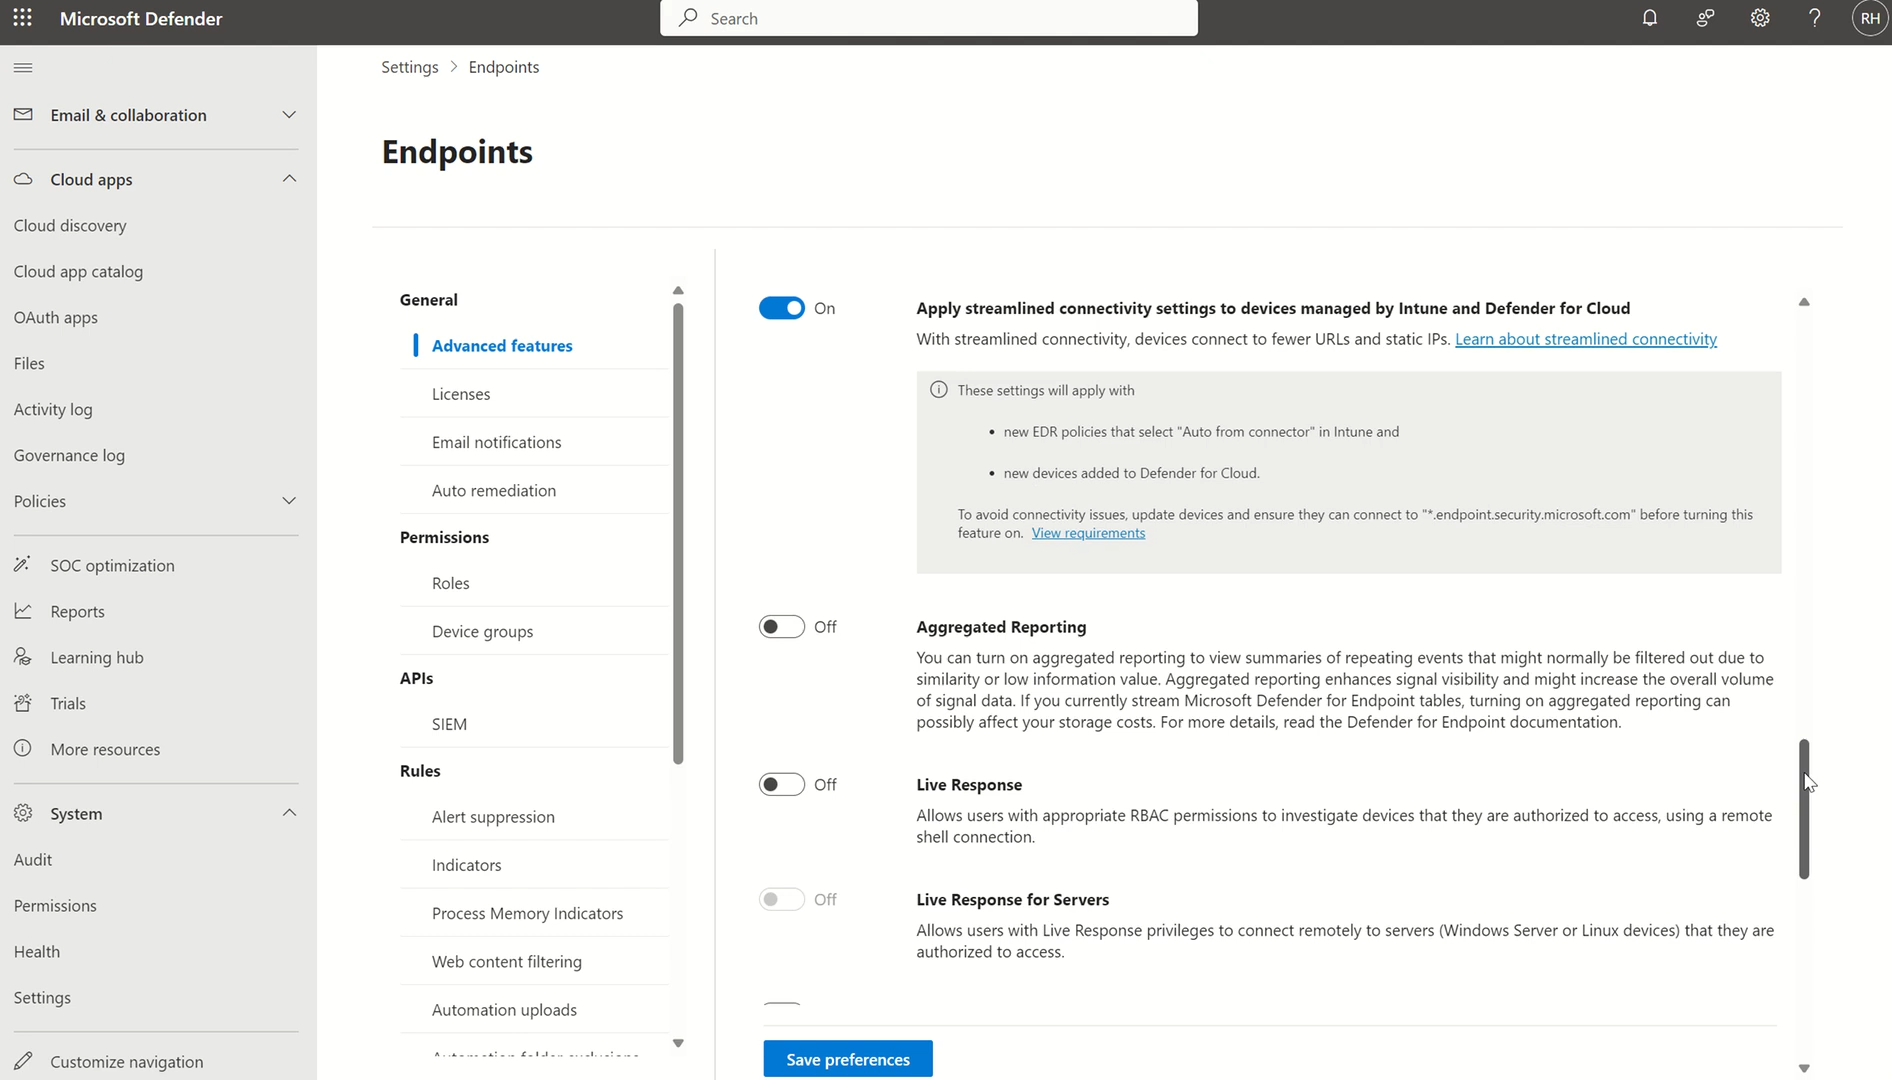 Microsoft Defender
Search
RH
Email & collaboration
Cloud apps
Cloud discovery
Cloud app catalog
OAuth apps
Files
Activity log
Governance log
Policies
SOC optimization
Reports
Learning hub
Trials
More resources
System
Audit
Permissions
Health
Settings
Customize navigation
Settings > Endpoints
Endpoints
General
Advanced features
Licenses
Email notifications
Auto remediation
Permissions
Roles
Device groups
APIs
SIEM
Rules
Alert suppression
Indicators
Process Memory Indicators
Web content filtering
Automation uploads
Automation folder exclusions
On
Apply streamlined connectivity settings to devices managed by Intune and Defender for Cloud
With streamlined connectivity, devices connect to fewer URLs and static IPs. Learn about streamlined connectivity
These settings will apply with
• new EDR policies that select "Auto from connector" in Intune and
• new devices added to Defender for Cloud.
To avoid connectivity issues, update devices and ensure they can connect to "*.endpoint.security.microsoft.com" before turning this
feature on. View requirements
Off
Aggregated Reporting
You can turn on aggregated reporting to view summaries of repeating events that might normally be filtered out due to
similarity or low information value. Aggregated reporting enhances signal visibility and might increase the overall volume
of signal data. If you currently stream Microsoft Defender for Endpoint tables, turning on aggregated reporting can
possibly affect your storage costs. For more details, read the Defender for Endpoint documentation.
Off
Live Response
Allows users with appropriate RBAC permissions to investigate devices that they are authorized to access, using a remote
shell connection.
Off
Live Response for Servers
Allows users with Live Response privileges to connect remotely to servers (Windows Server or Linux devices) that they are
authorized to access.
Save preferences